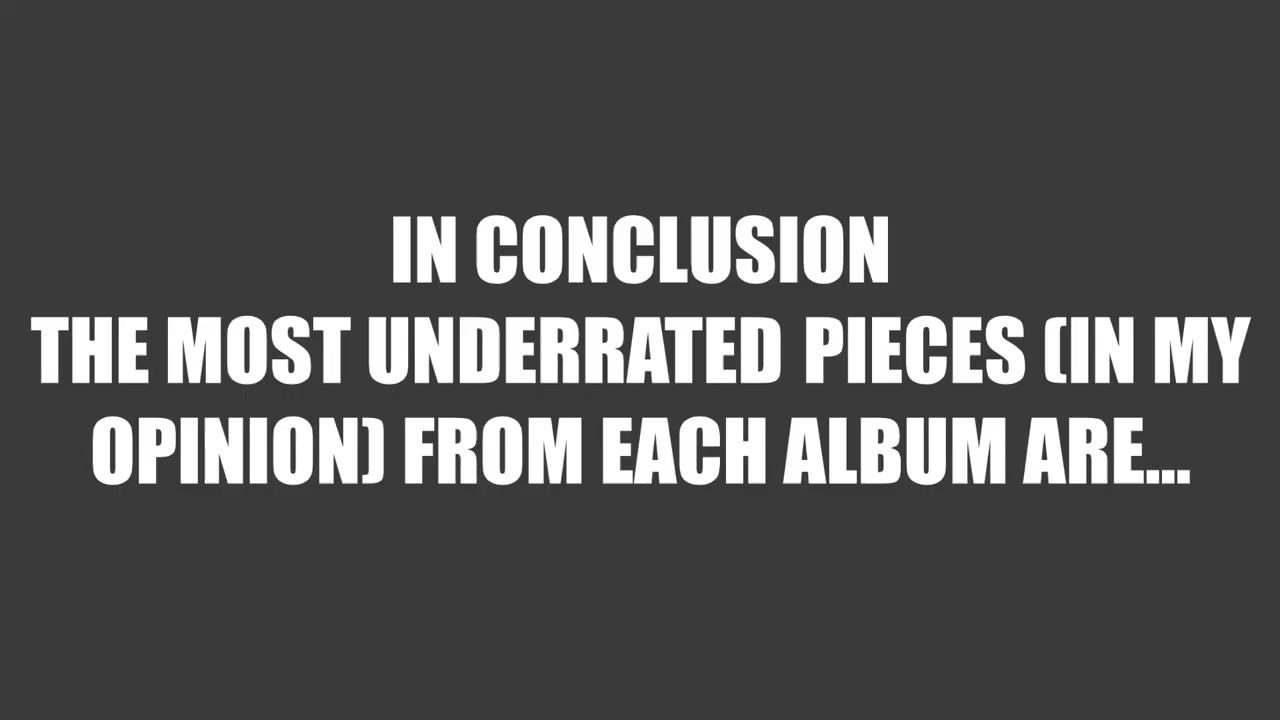 IN CONCLUSION
THE MOST UNDERRATED PIECES (IN MY
OPINION) FROM EACH ALBUM ARE...